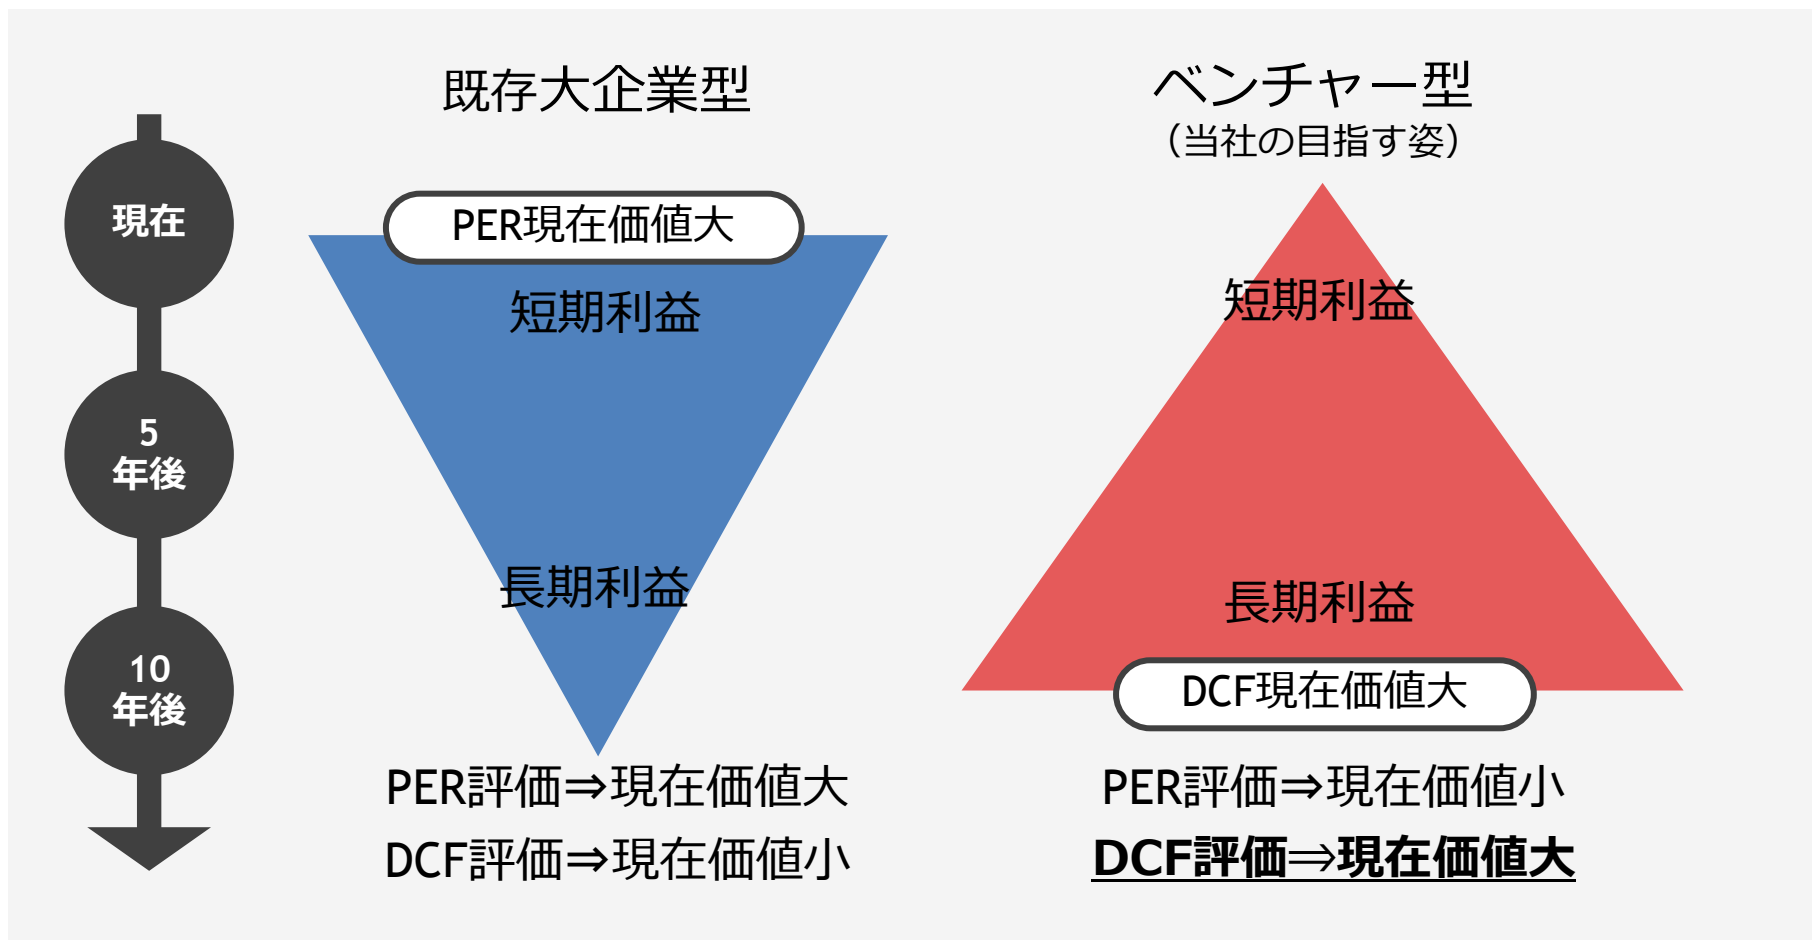 現在
5
年後
10
年後
既存大企業型
PER現在価値大
短期利益
長期利益
PER評価⇒現在価値大
DCF評価⇒現在価値小
ベンチャー型
（当社の目指す姿）
短期利益
長期利益
DCF現在価値大
PER評価⇒現在価値小
DCF評価⇒現在価値大